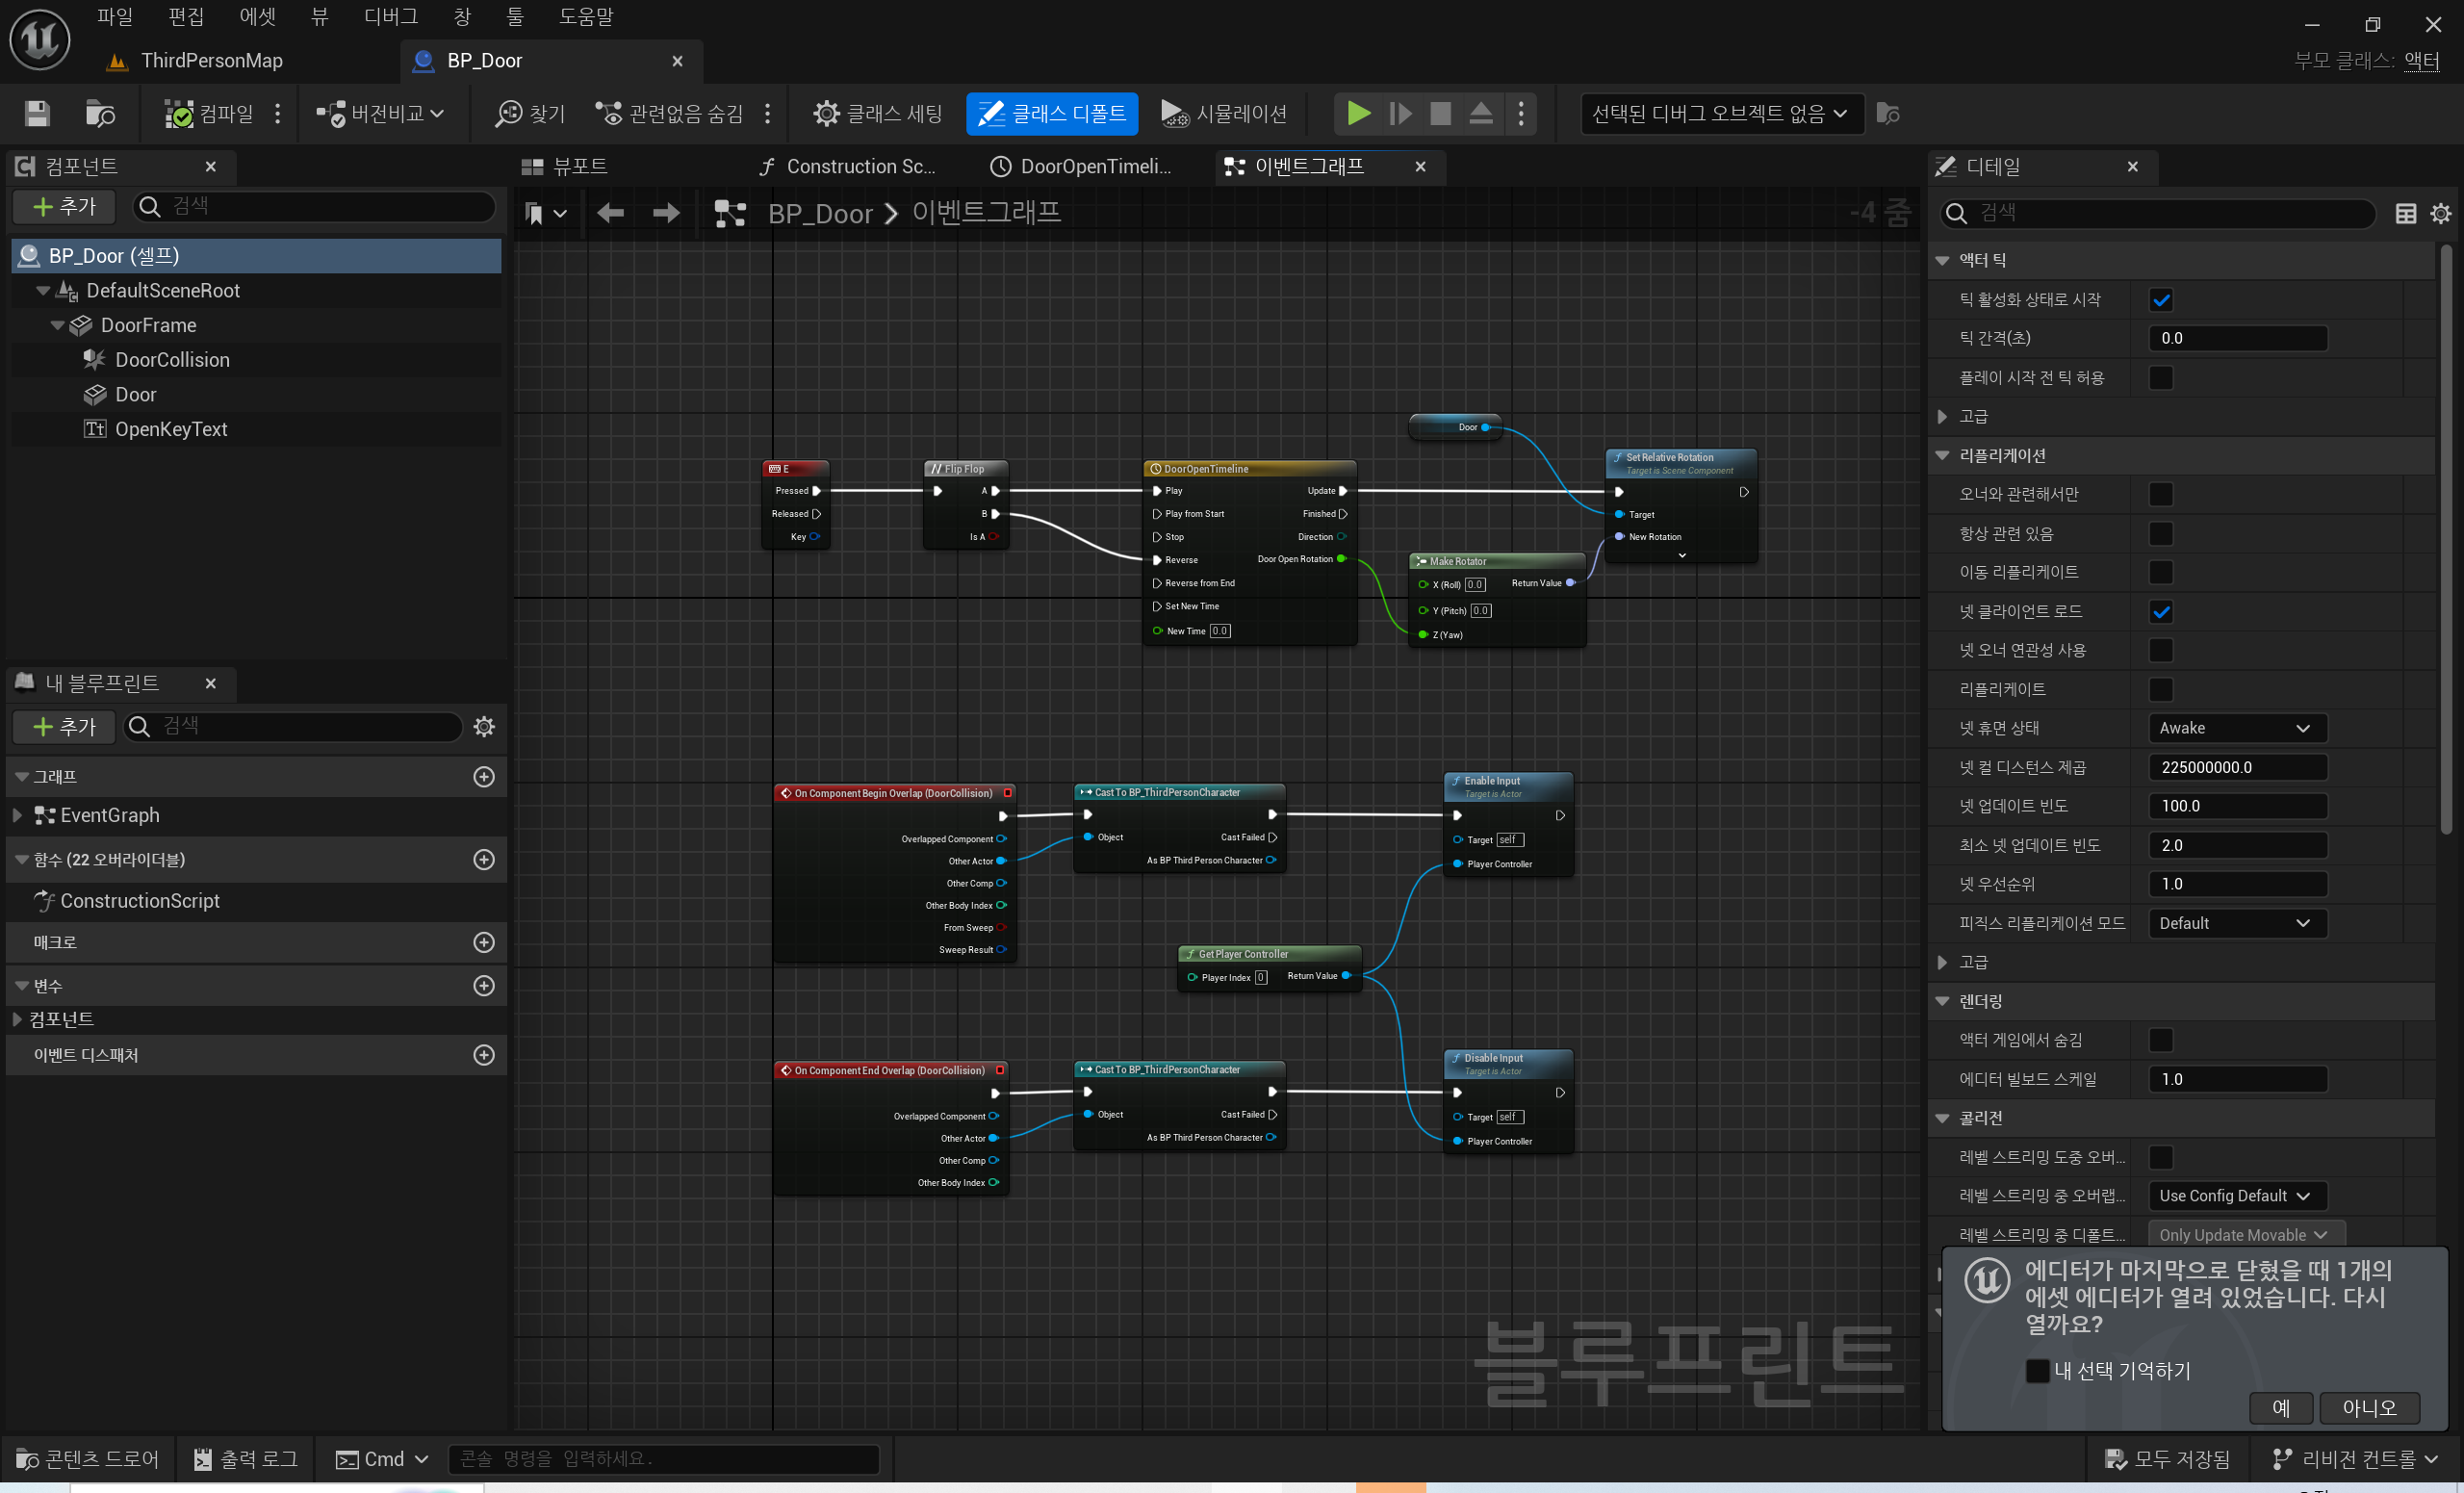 파일 편집 에셋 뷰 디버그 창 툴 도움말
ThirdPersonMap
BP_Door
부모 클래스: 액터
컴파일
버전비교
찾기
관련없음 숨김
클래스 세팅
클래스 디폴트
시뮬레이션
선택된 디버그 오브젝트 없음
컴포넌트
추가
검색
BP_Door (셀프)
DefaultSceneRoot
DoorFrame
DoorCollision
Door
OpenKeyText
내 블루프린트
추가
검색
그래프
EventGraph
함수 (22 오버라이더블)
ConstructionScript
매크로
변수
컴포넌트
이벤트 디스패처
뷰포트
Construction Sc...
DoorOpenTimeli...
이벤트그래프
BP_Door
이벤트그래프
-4 줌
E
Pressed
Released
Key
Flip Flop
A
B
Is A
DoorOpenTimeline
Play
Update
Play from Start
Finished
Stop
Direction
Reverse
Door Open Rotation
Reverse from End
Set New Time
New Time 0.0
Door
Set Relative Rotation
Target is Scene Component
Target
New Rotation
Make Rotator
X (Roll) 0.0
Return Value
Y (Pitch) 0.0
Z (Yaw)
On Component Begin Overlap (DoorCollision)
Overlapped Component
Other Actor
Other Comp
Other Body Index
From Sweep
Sweep Result
Cast To BP_ThirdPersonCharacter
Object
Cast Failed
As BP Third Person Character
Enable Input
Target is Actor
Target self
Player Controller
Get Player Controller
Player Index 0
Return Value
On Component End Overlap (DoorCollision)
Overlapped Component
Other Actor
Other Comp
Other Body Index
Cast To BP_ThirdPersonCharacter
Object
Cast Failed
As BP Third Person Character
Disable Input
Target is Actor
Target self
Player Controller
블루프린트
디테일
검색
액터 틱
틱 활성화 상태로 시작
틱 간격(초) 0.0
플레이 시작 전 틱 허용
고급
리플리케이션
오너와 관련해서만
항상 관련 있음
이동 리플리케이트
넷 클라이언트 로드
넷 오너 연관성 사용
리플리케이트
넷 휴면 상태 Awake
넷 컬 디스턴스 제곱 225000000.0
넷 업데이트 빈도 100.0
최소 넷 업데이트 빈도 2.0
넷 우선순위 1.0
피직스 리플리케이션 모드 Default
고급
렌더링
액터 게임에서 숨김
에디터 빌보드 스케일 1.0
콜리전
레벨 스트리밍 도중 오버...
레벨 스트리밍 중 오버랩... Use Config Default
레벨 스트리밍 중 디폴트... Only Update Movable
에디터가 마지막으로 닫혔을 때 1개의
에셋 에디터가 열려 있었습니다. 다시
열까요?
내 선택 기억하기
예
아니오
콘텐츠 드로어
출력 로그
Cmd
콘솔 명령을 입력하세요.
모두 저장됨
리비전 컨트롤